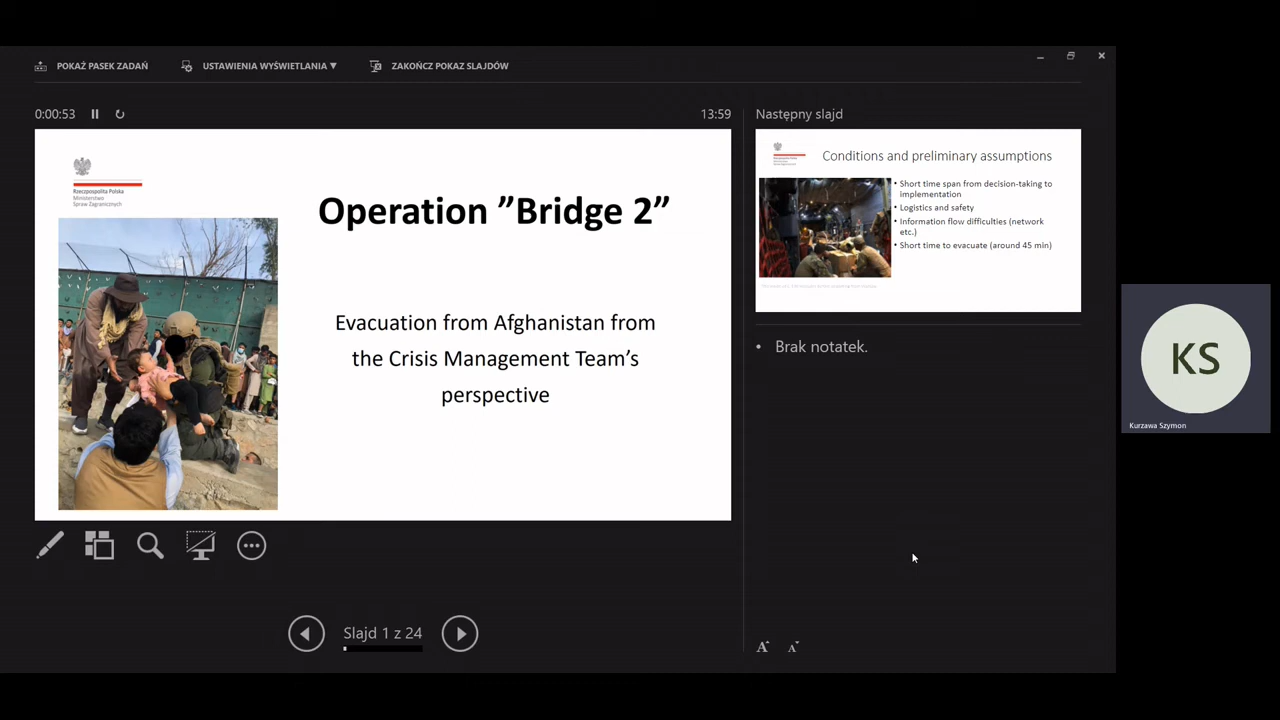 POKAŻ PASEK ZADAŃ
USTAWIENIA WYŚWIETLANIA ▼
ZAKOŃCZ POKAZ SLAJDÓW
0:00:53
13:59
Następny slajd
Rzeczpospolita Polska
Ministerstwo
Spraw Zagranicznych
Operation ”Bridge 2”
Evacuation from Afghanistan from
the Crisis Management Team’s
perspective
Conditions and preliminary assumptions
• Short time span from decision-taking to
implementation
• Logistics and safety
• Information flow difficulties (network
etc.)
• Short time to evacuate (around 45 min)
• Brak notatek.
KS
Kurzawa Szymon
Slajd 1 z 24
A A